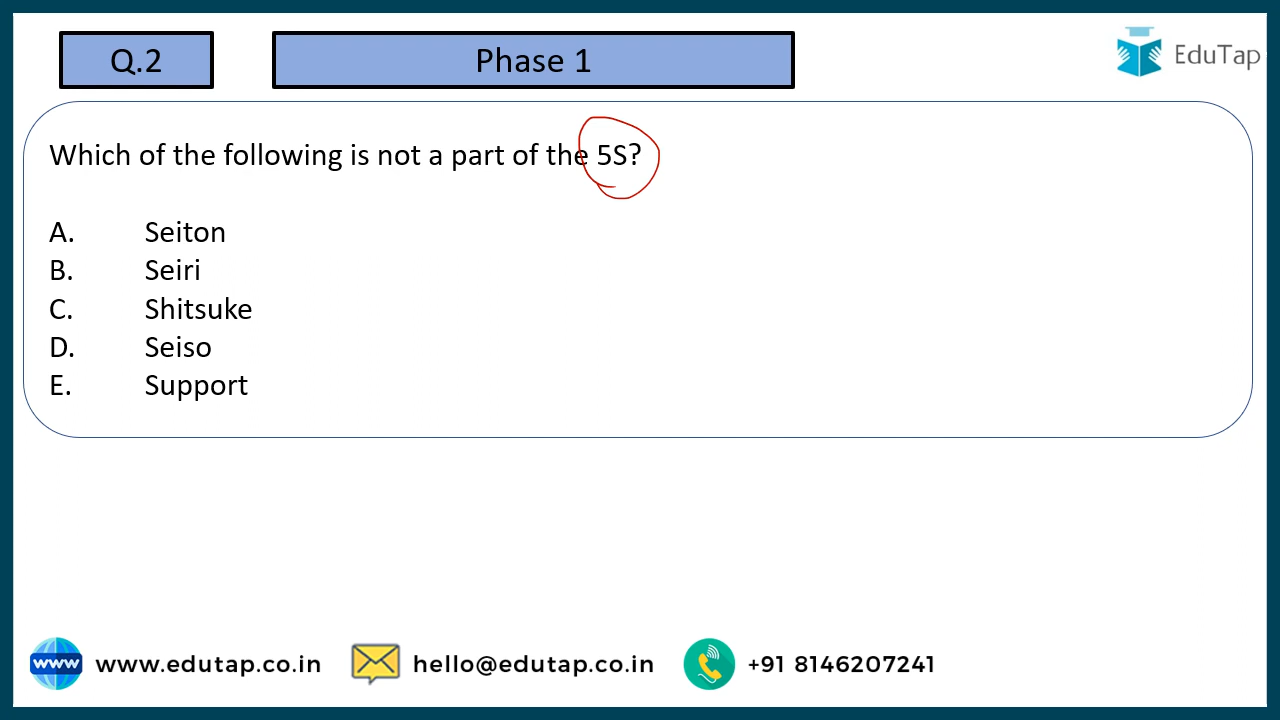 Q.2
Phase 1
EduTap
Which of the following is not a part of the 5S?
A. Seiton
B. Seiri
C. Shitsuke
D. Seiso
E. Support
www
www.edutap.co.in
hello@edutap.co.in
+91 8146207241